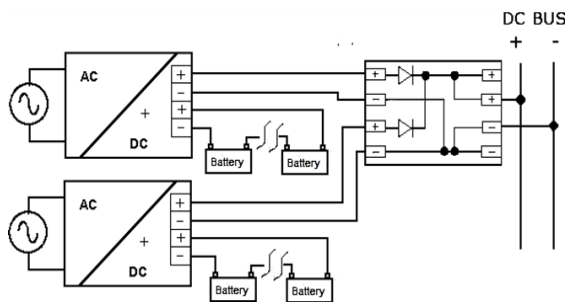 DC BUS
+ -
AC
+
DC
+
-
+
-
Battery
Battery
+
-
+
-
+
+
-
-
AC
+
DC
+
-
+
-
Battery
Battery